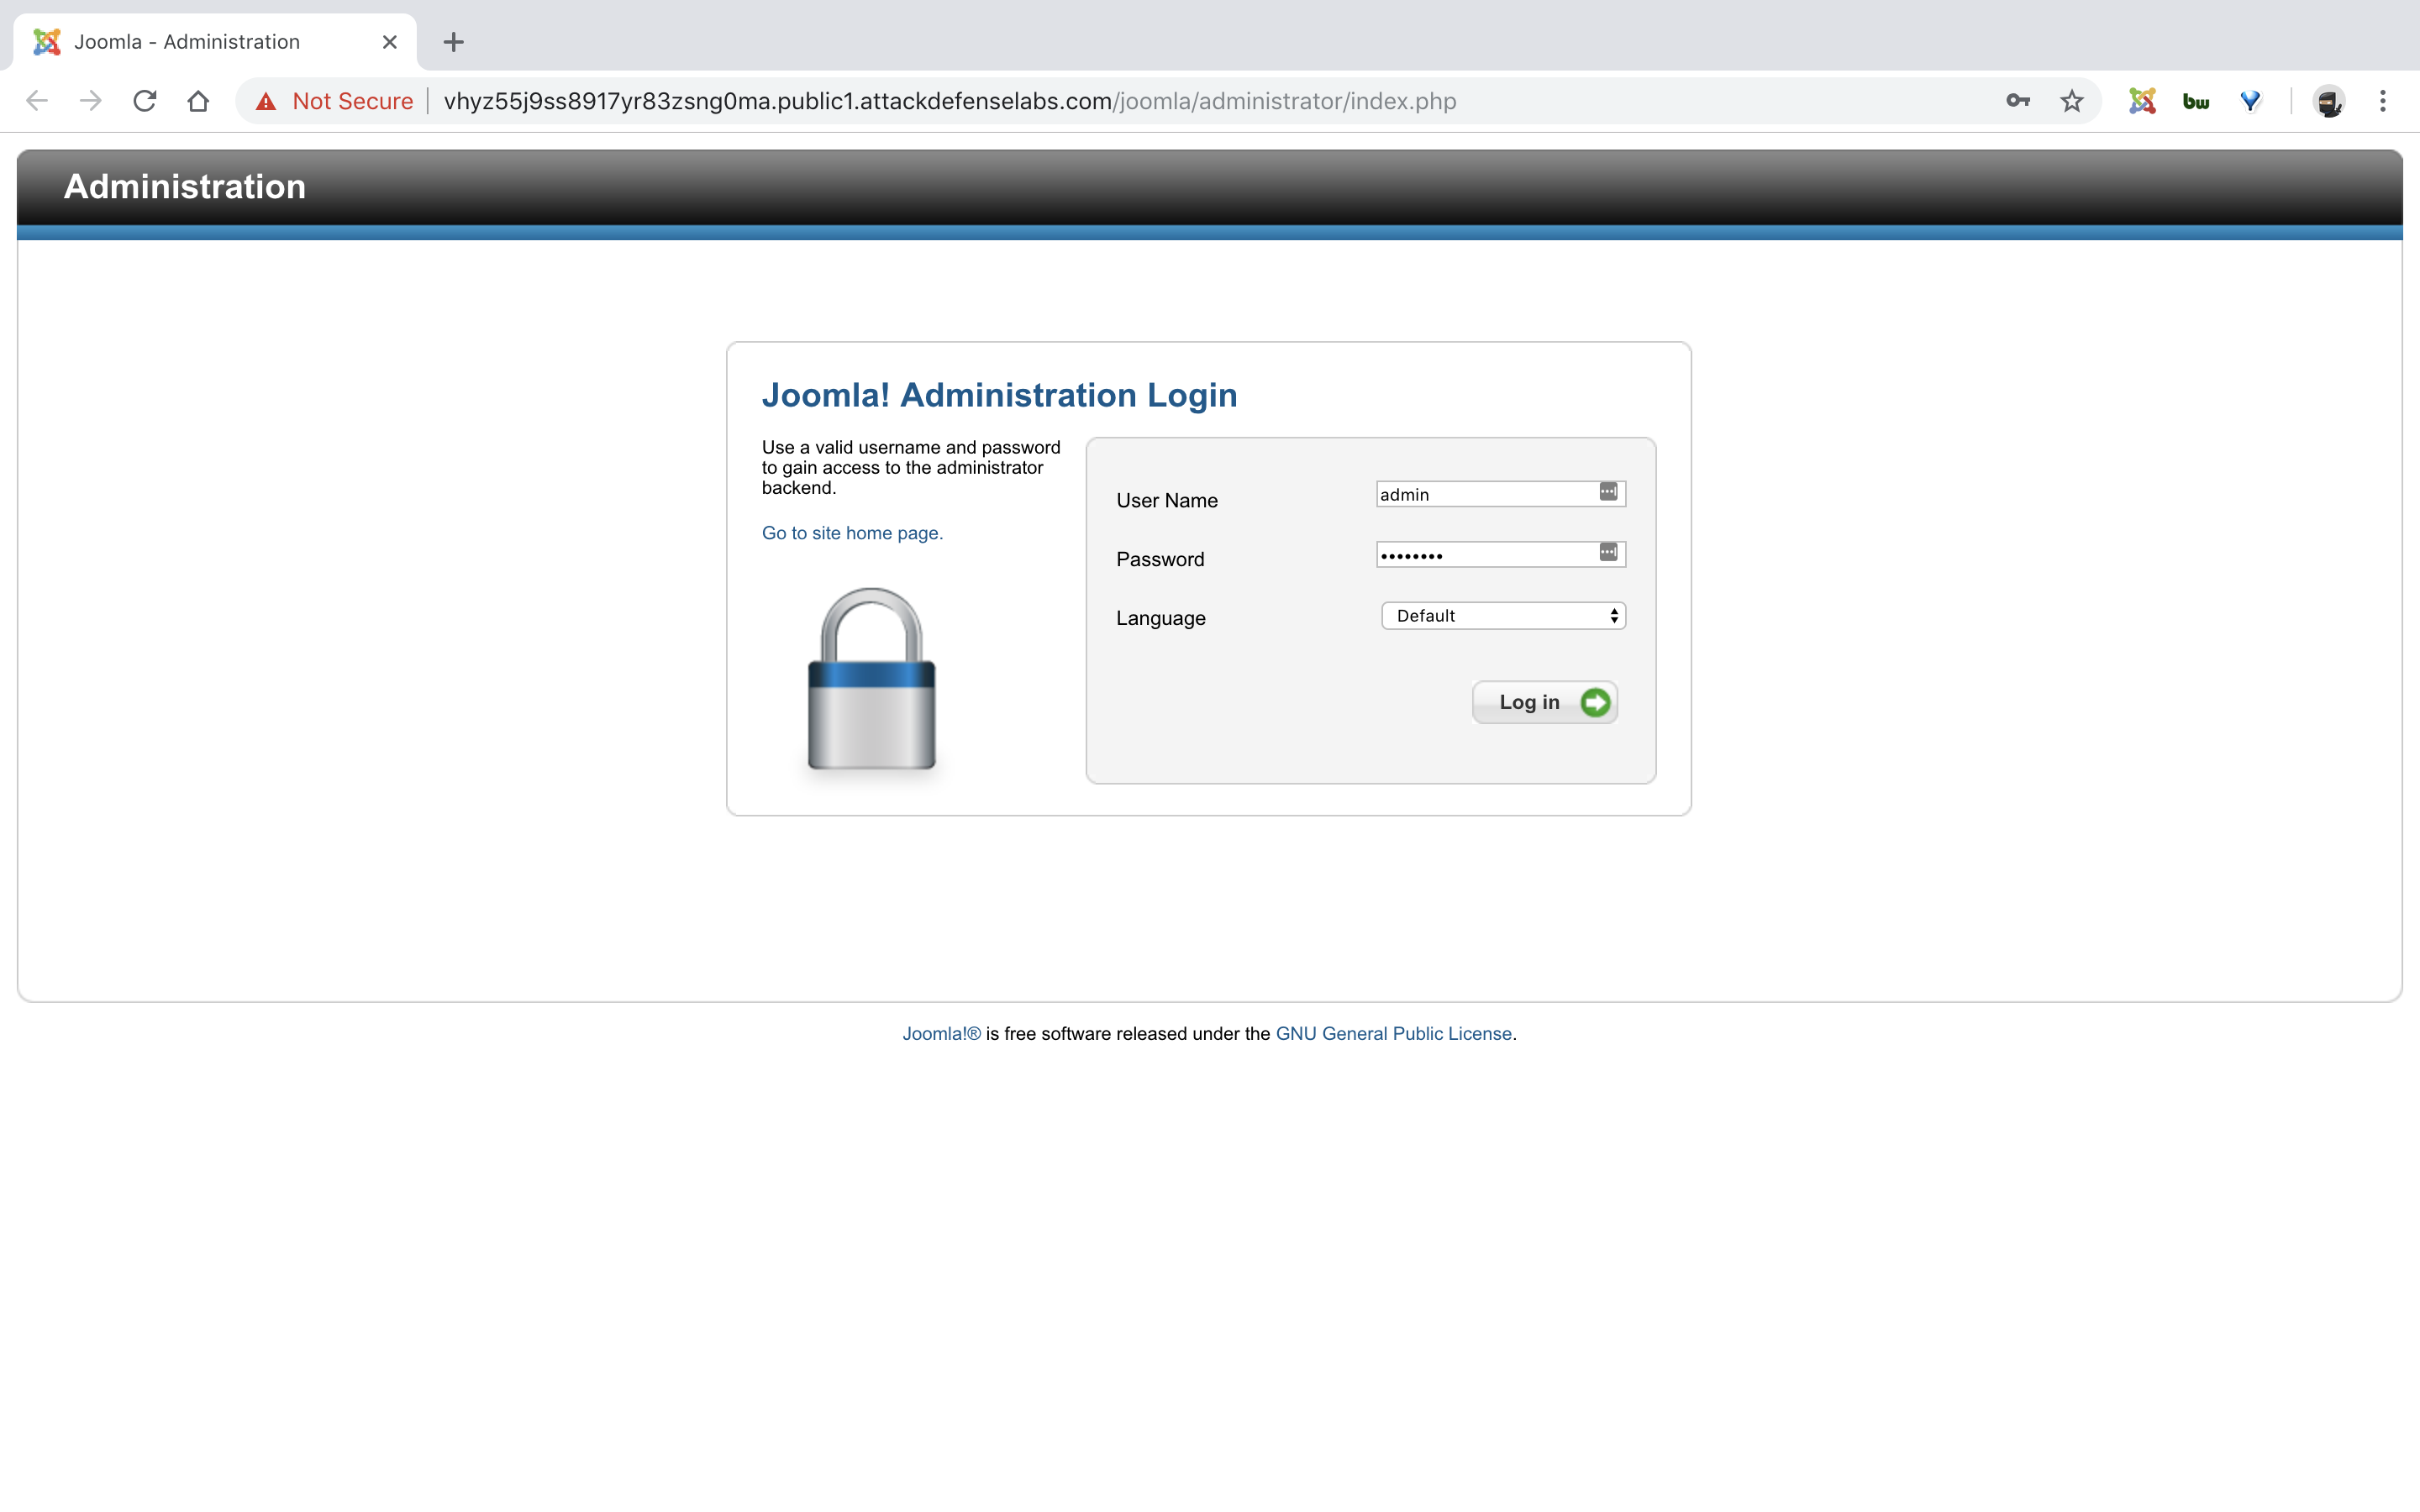 Joomla - Administration
Not Secure vhyz55j9ss8917yr83zsng0ma.public1.attackdefenselabs.com/joomla/administrator/index.php
bw
Administration
Joomla! Administration Login
Use a valid username and password
to gain access to the administrator
backend.
Go to site home page.
User Name admin
Password ••••••••
Language Default
Log in
Joomla!® is free software released under the GNU General Public License.